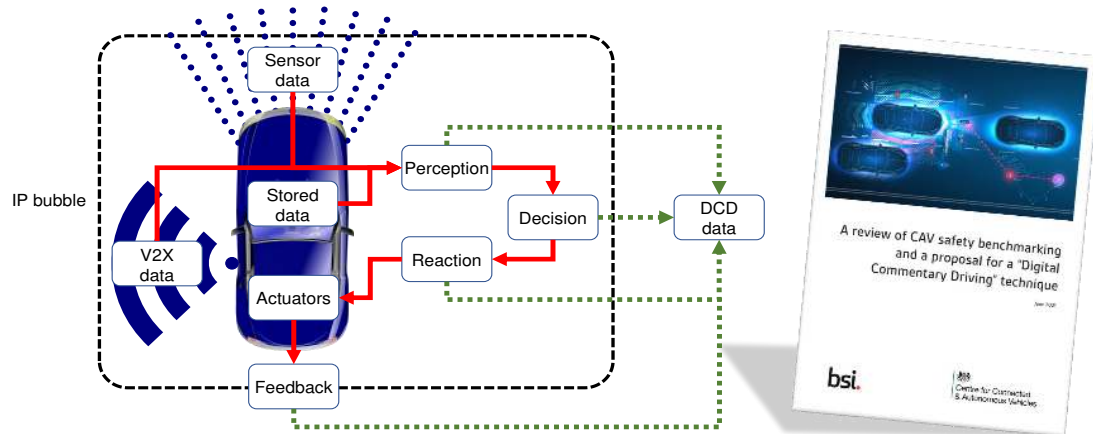 Sensor
data
Perception
IP bubble
Stored
data
Decision
DCD
data
V2X
data
Reaction
Actuators
Feedback
A review of CAV safety benchmarking
and a proposal for a "Digital
Commentary Driving" technique
bsi.
Centre for Connected
& Autonomous Vehicles